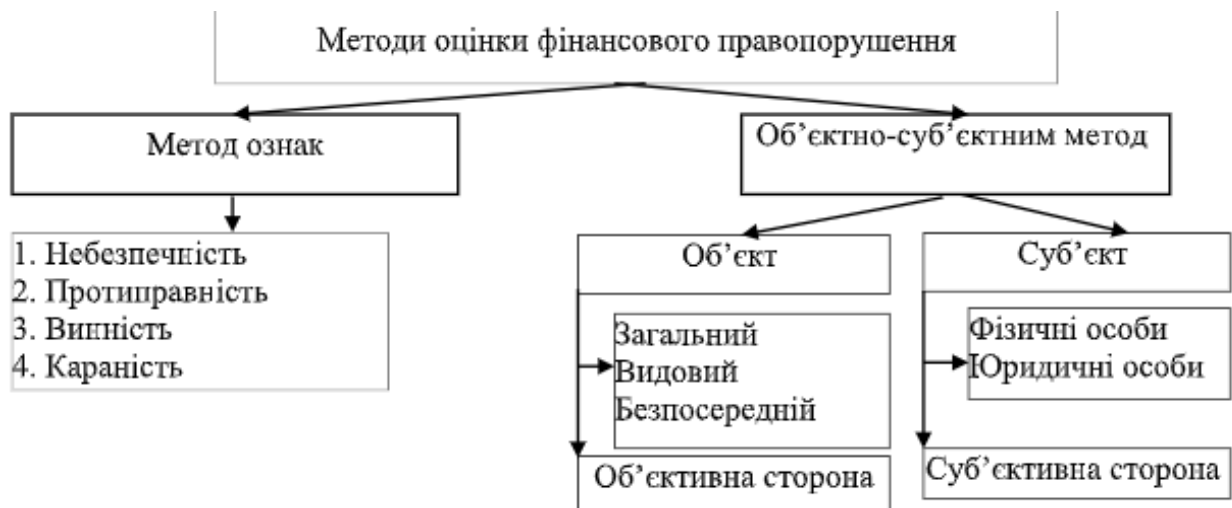 Методи оцінки фінансового правопорушення
Метод ознак
Об’єктно-суб’єктним метод
1. Небезпечність
2. Протиправність
3. Винність
4. Караність
Об’єкт
Суб’єкт
Загальний
Видовий
Безпосередній
Фізичні особи
Юридичні особи
Об’єктивна сторона
Суб’єктивна сторона